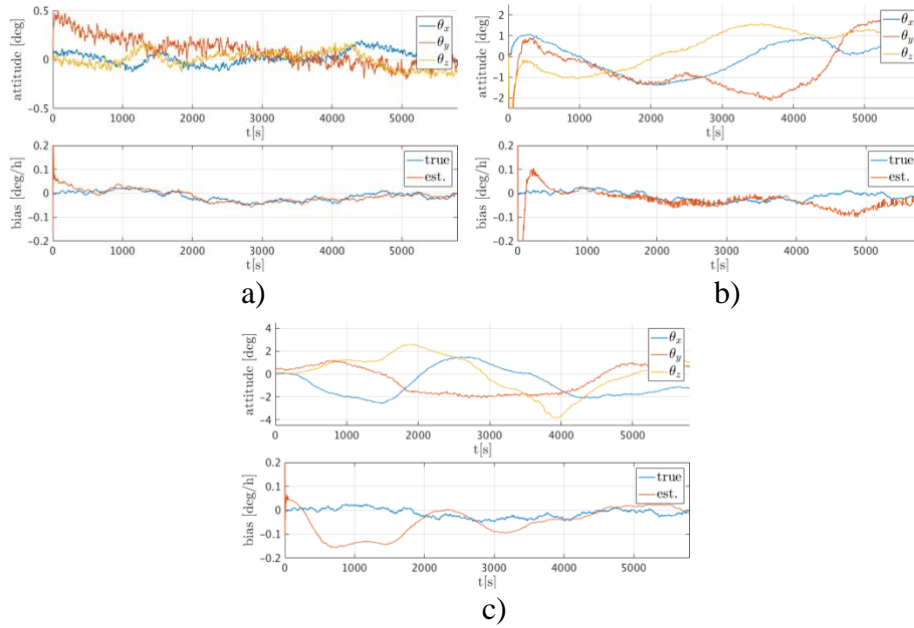 0.5
0
−0.5
attitude [deg]
θx
θy
θz
0 1000 2000 3000 4000 5000
t[s]
0.2
0.1
0
−0.1
−0.2
bias [deg/h]
true
est.
0 1000 2000 3000 4000 5000
t[s]
a)
2
1
0
−1
−2
attitude [deg]
θx
θy
θz
0 1000 2000 3000 4000 5000
t[s]
0.2
0.1
0
−0.1
−0.2
bias [deg/h]
true
est.
0 1000 2000 3000 4000 5000
t[s]
b)
4
2
0
−2
−4
attitude [deg]
θx
θy
θz
0 1000 2000 3000 4000 5000
t[s]
0.2
0.1
0
−0.1
−0.2
bias [deg/h]
true
est.
0 1000 2000 3000 4000 5000
t[s]
c)